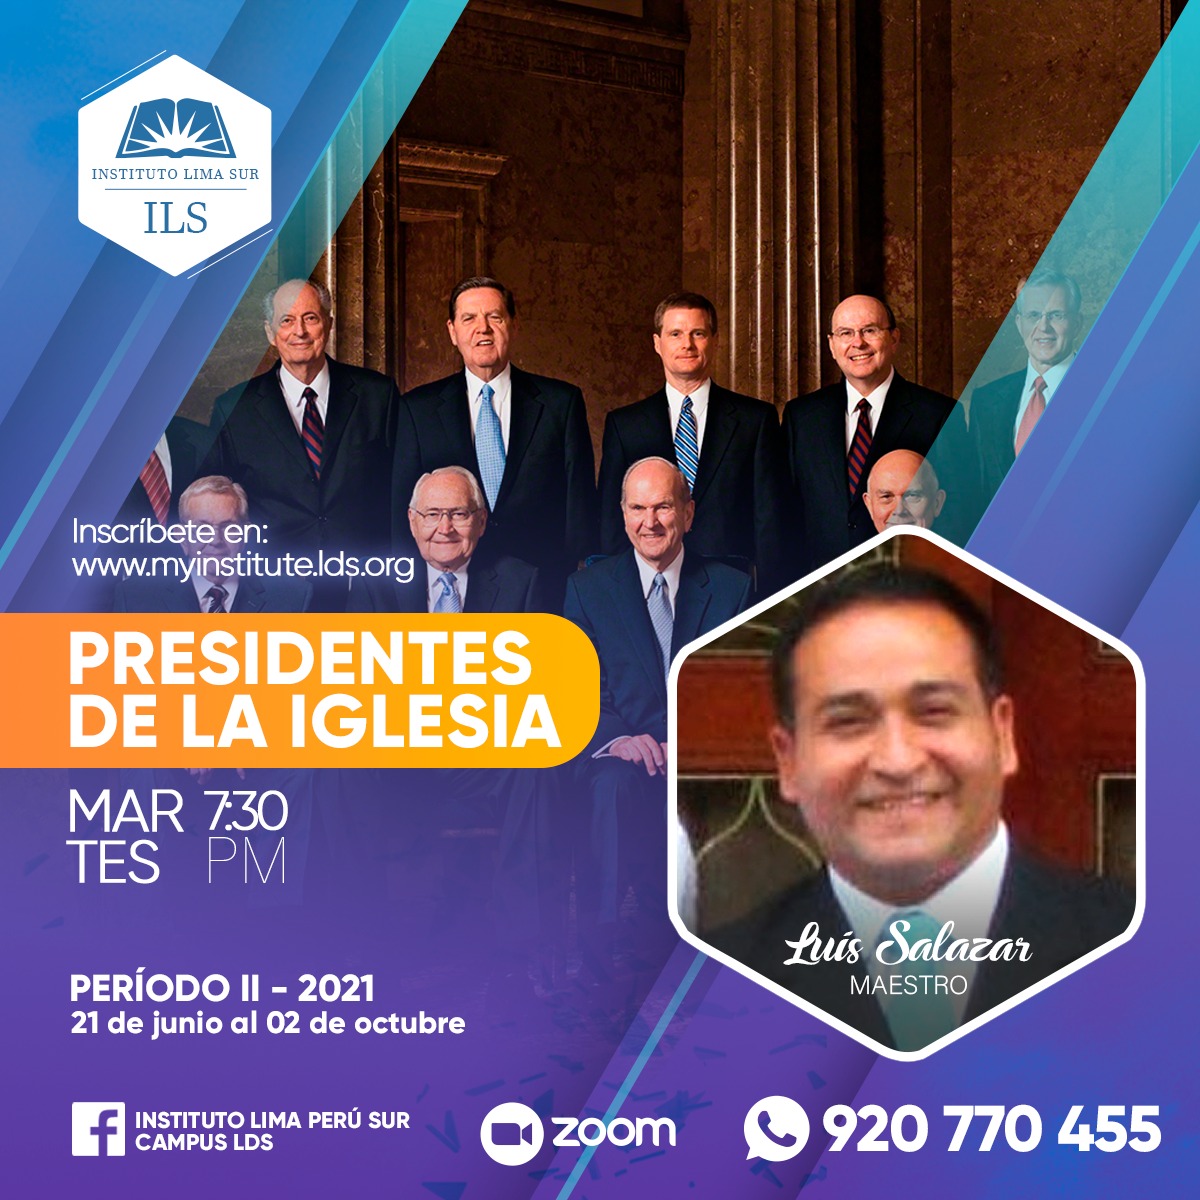 INSTITUTO LIMA SUR
ILS
Inscríbete en:
www.myinstitute.lds.org
PRESIDENTES
DE LA IGLESIA
MAR 7:30
TES PM
Luís Salazar
MAESTRO
PERÍODO II - 2021
21 de junio al 02 de octubre
INSTITUTO LIMA PERÚ SUR
CAMPUS LDS
zoom
920 770 455